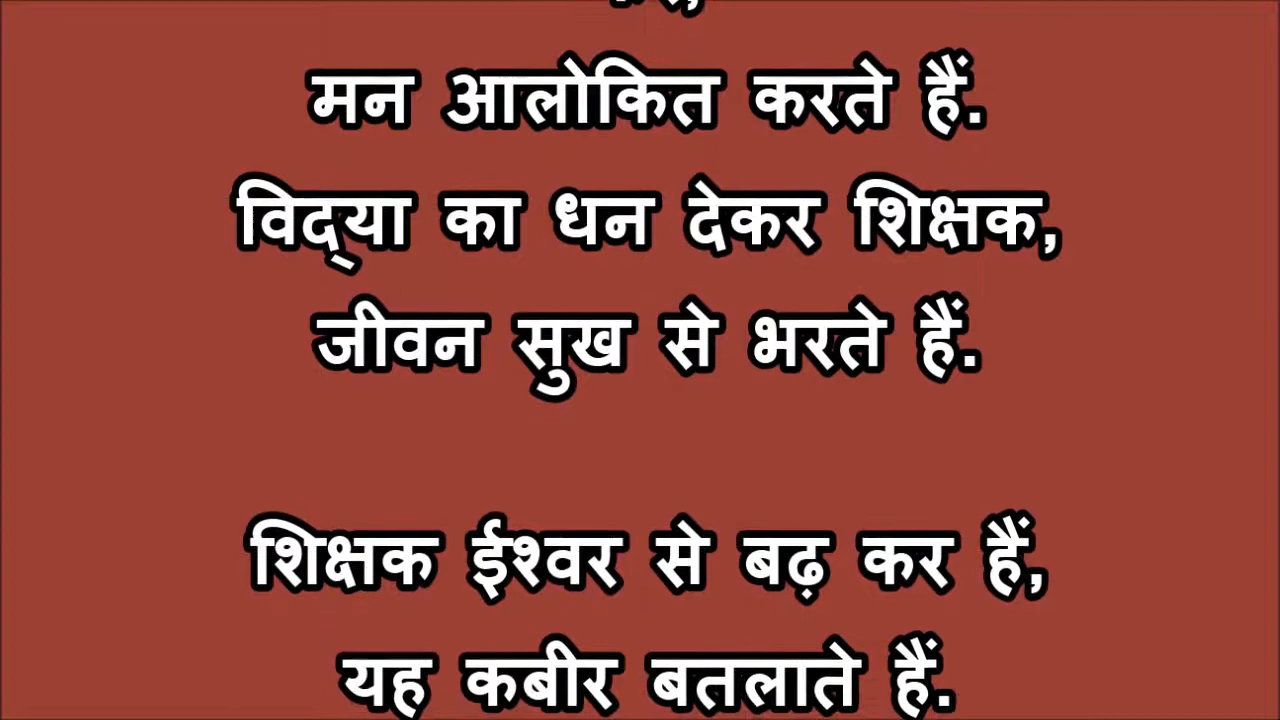 मन आलोकित करते हैं.
विद्‌या का धन देकर शिक्षक,
जीवन सुख से भरते हैं.
शिक्षक ईश्वर से बढ़ कर हैं,
यह कबीर बतलाते हैं.